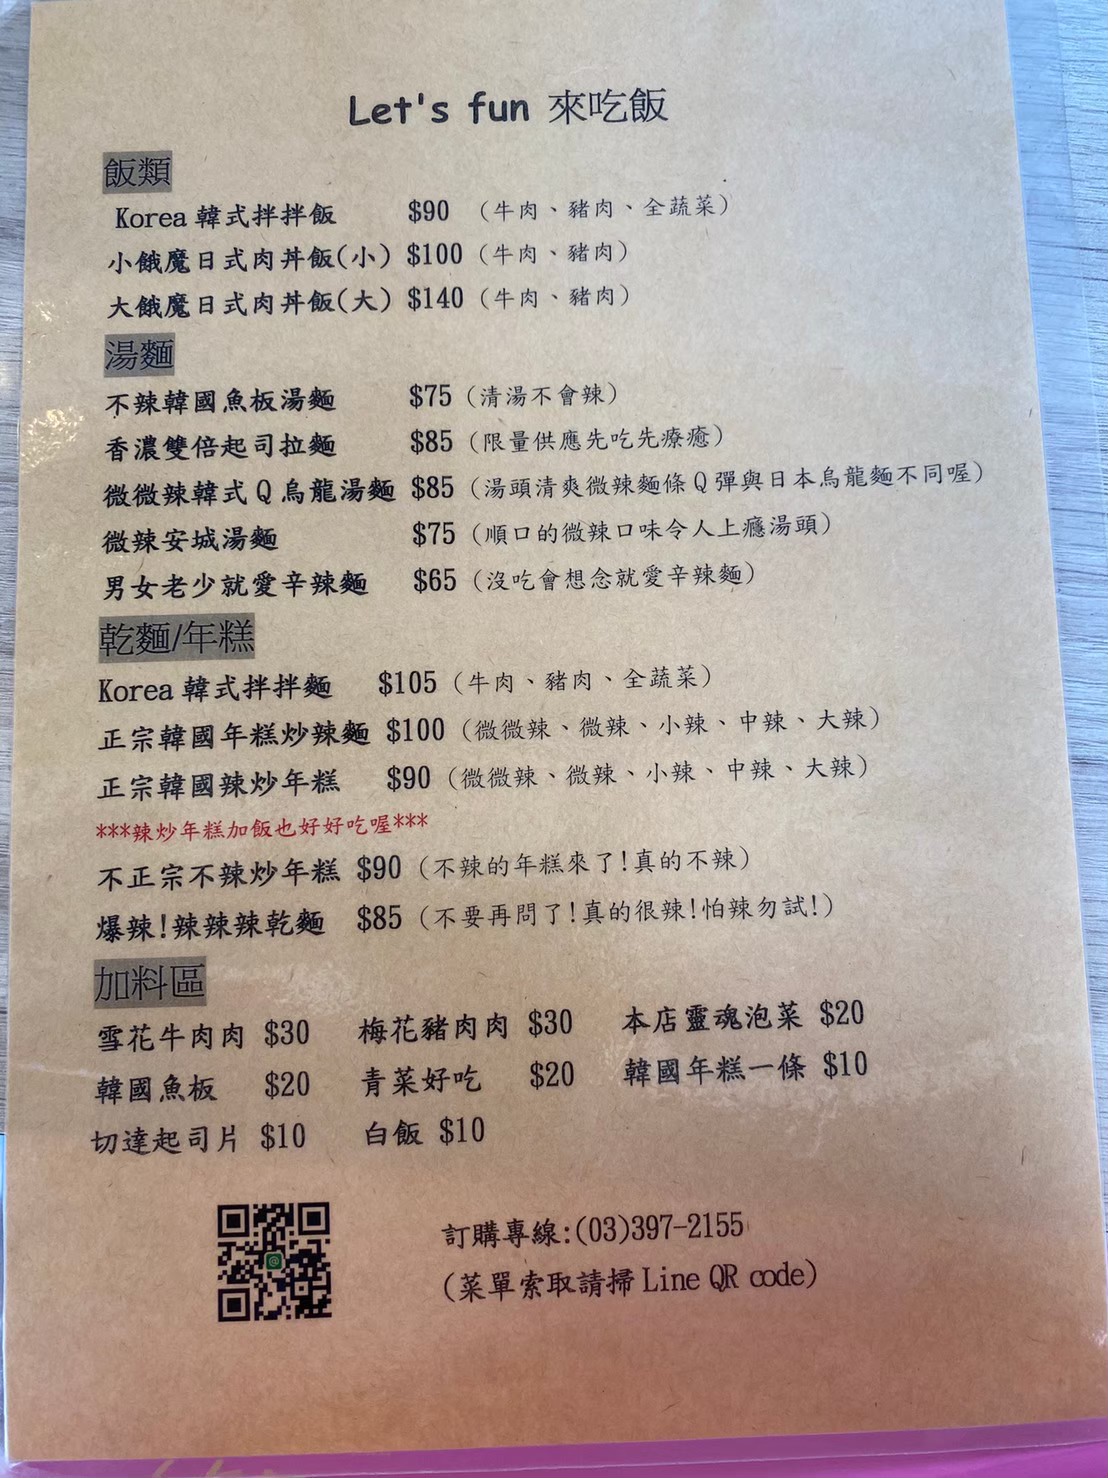 Let's fun 來吃飯
飯類
Korea 韓式拌拌飯 $90 (牛肉、豬肉、全蔬菜)
小餓魔日式肉丼飯(小) $100 (牛肉、豬肉)
大餓魔日式肉丼飯(大) $140 (牛肉、豬肉)
湯麵
不辣韓國魚板湯麵 $75 (清湯不會辣)
香濃雙倍起司拉麵 $85 (限量供應先吃先療癒)
微微辣韓式 Q 烏龍湯麵 $85 (湯頭清爽微辣麵條 Q 彈與日本烏龍麵不同喔)
微辣安城湯麵 $75 (順口的微辣口味令人上癮湯頭)
男女老少就愛辛辣麵 $65 (沒吃會想念就愛辛辣麵)
乾麵/年糕
Korea 韓式拌拌麵 $105 (牛肉、豬肉、全蔬菜)
正宗韓國年糕炒辣麵 $100 (微微辣、微辣、小辣、中辣、大辣)
正宗韓國辣炒年糕 $90 (微微辣、微辣、小辣、中辣、大辣)
***辣炒年糕加飯也好好吃喔***
不正宗不辣炒年糕 $90 (不辣的年糕來了!真的不辣)
爆辣!辣辣辣乾麵 $85 (不要再問了!真的很辣!怕辣勿試!)
加料區
雪花牛肉肉 $30 梅花豬肉肉 $30 本店靈魂泡菜 $20
韓國魚板 $20 青菜好吃 $20 韓國年糕一條 $10
切達起司片 $10 白飯 $10
訂購專線:(03)397-2155
(菜單索取請掃 Line QR code)